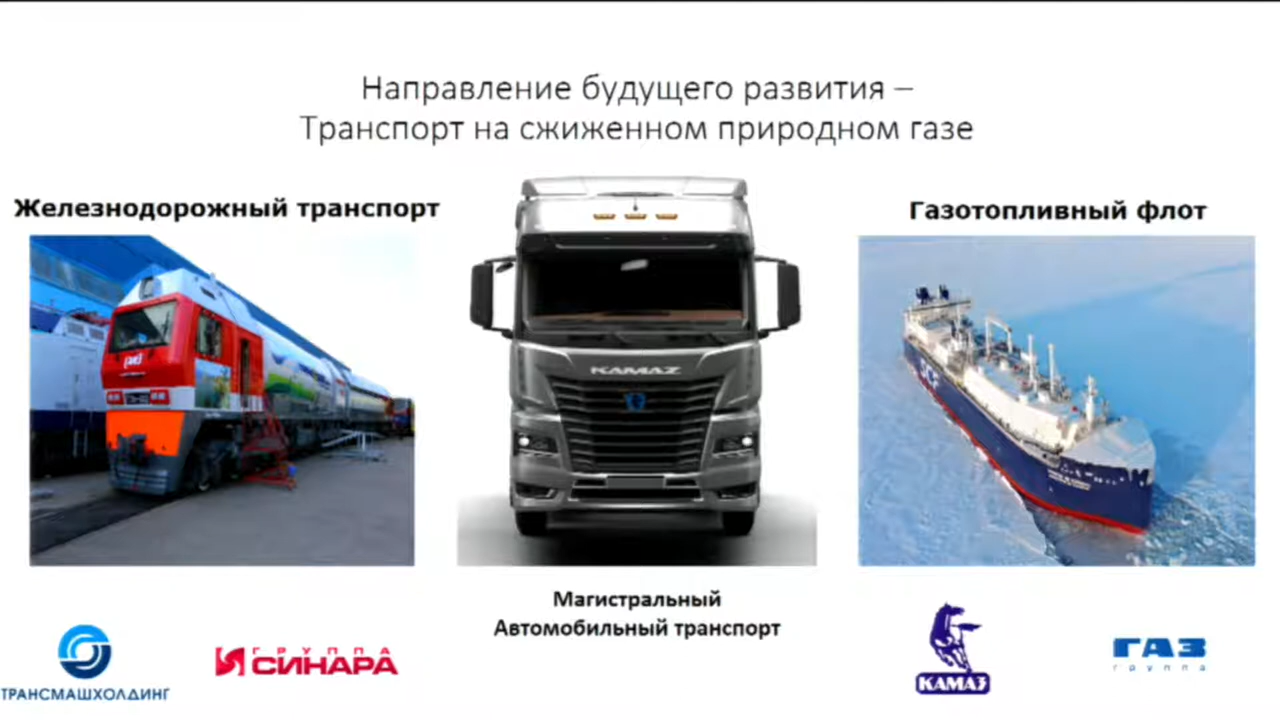 Направление будущего развития –
Транспорт на сжиженном природном газе
Железнодорожный транспорт
Газотопливный флот
KAMAZ
Магистральный
Автомобильный транспорт
ТРАНСМАШХОЛДИНГ
ГРУППА
СИНАРА
КАМАЗ
ГАЗ
группа